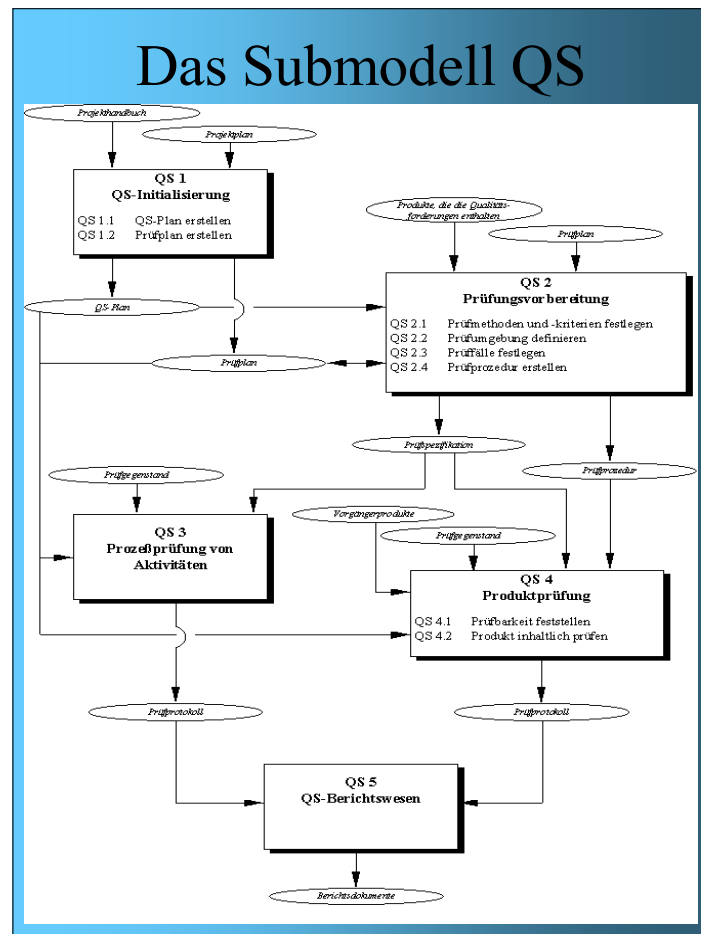 Das Submodell QS
Projekthandbuch
Projektplan
QS 1
QS-Initialisierung
QS 1.1 QS-Plan erstellen
QS 1.2 Prüfplan erstellen
Produkte, die die Qualitäts-
forderungen enthalten
Prüfplan
QS 2
Prüfungsvorbereitung
QS 2.1 Prüfmethoden und -kriterien festlegen
QS 2.2 Prüfumgebung definieren
QS 2.3 Prüffälle festlegen
QS 2.4 Prüfprozedur erstellen
QS-Plan
Prüfplan
Prüfspezifikation
Prüfprozedur
Prüfgegenstand
QS 3
Prozeßprüfung von
Aktivitäten
Vorgängerprodukte
Prüfgegenstand
QS 4
Produktprüfung
QS 4.1 Prüfbarkeit feststellen
QS 4.2 Produkt inhaltlich prüfen
Prüfprotokoll
Prüfprotokoll
QS 5
QS-Berichtswesen
Berichtsdokumente